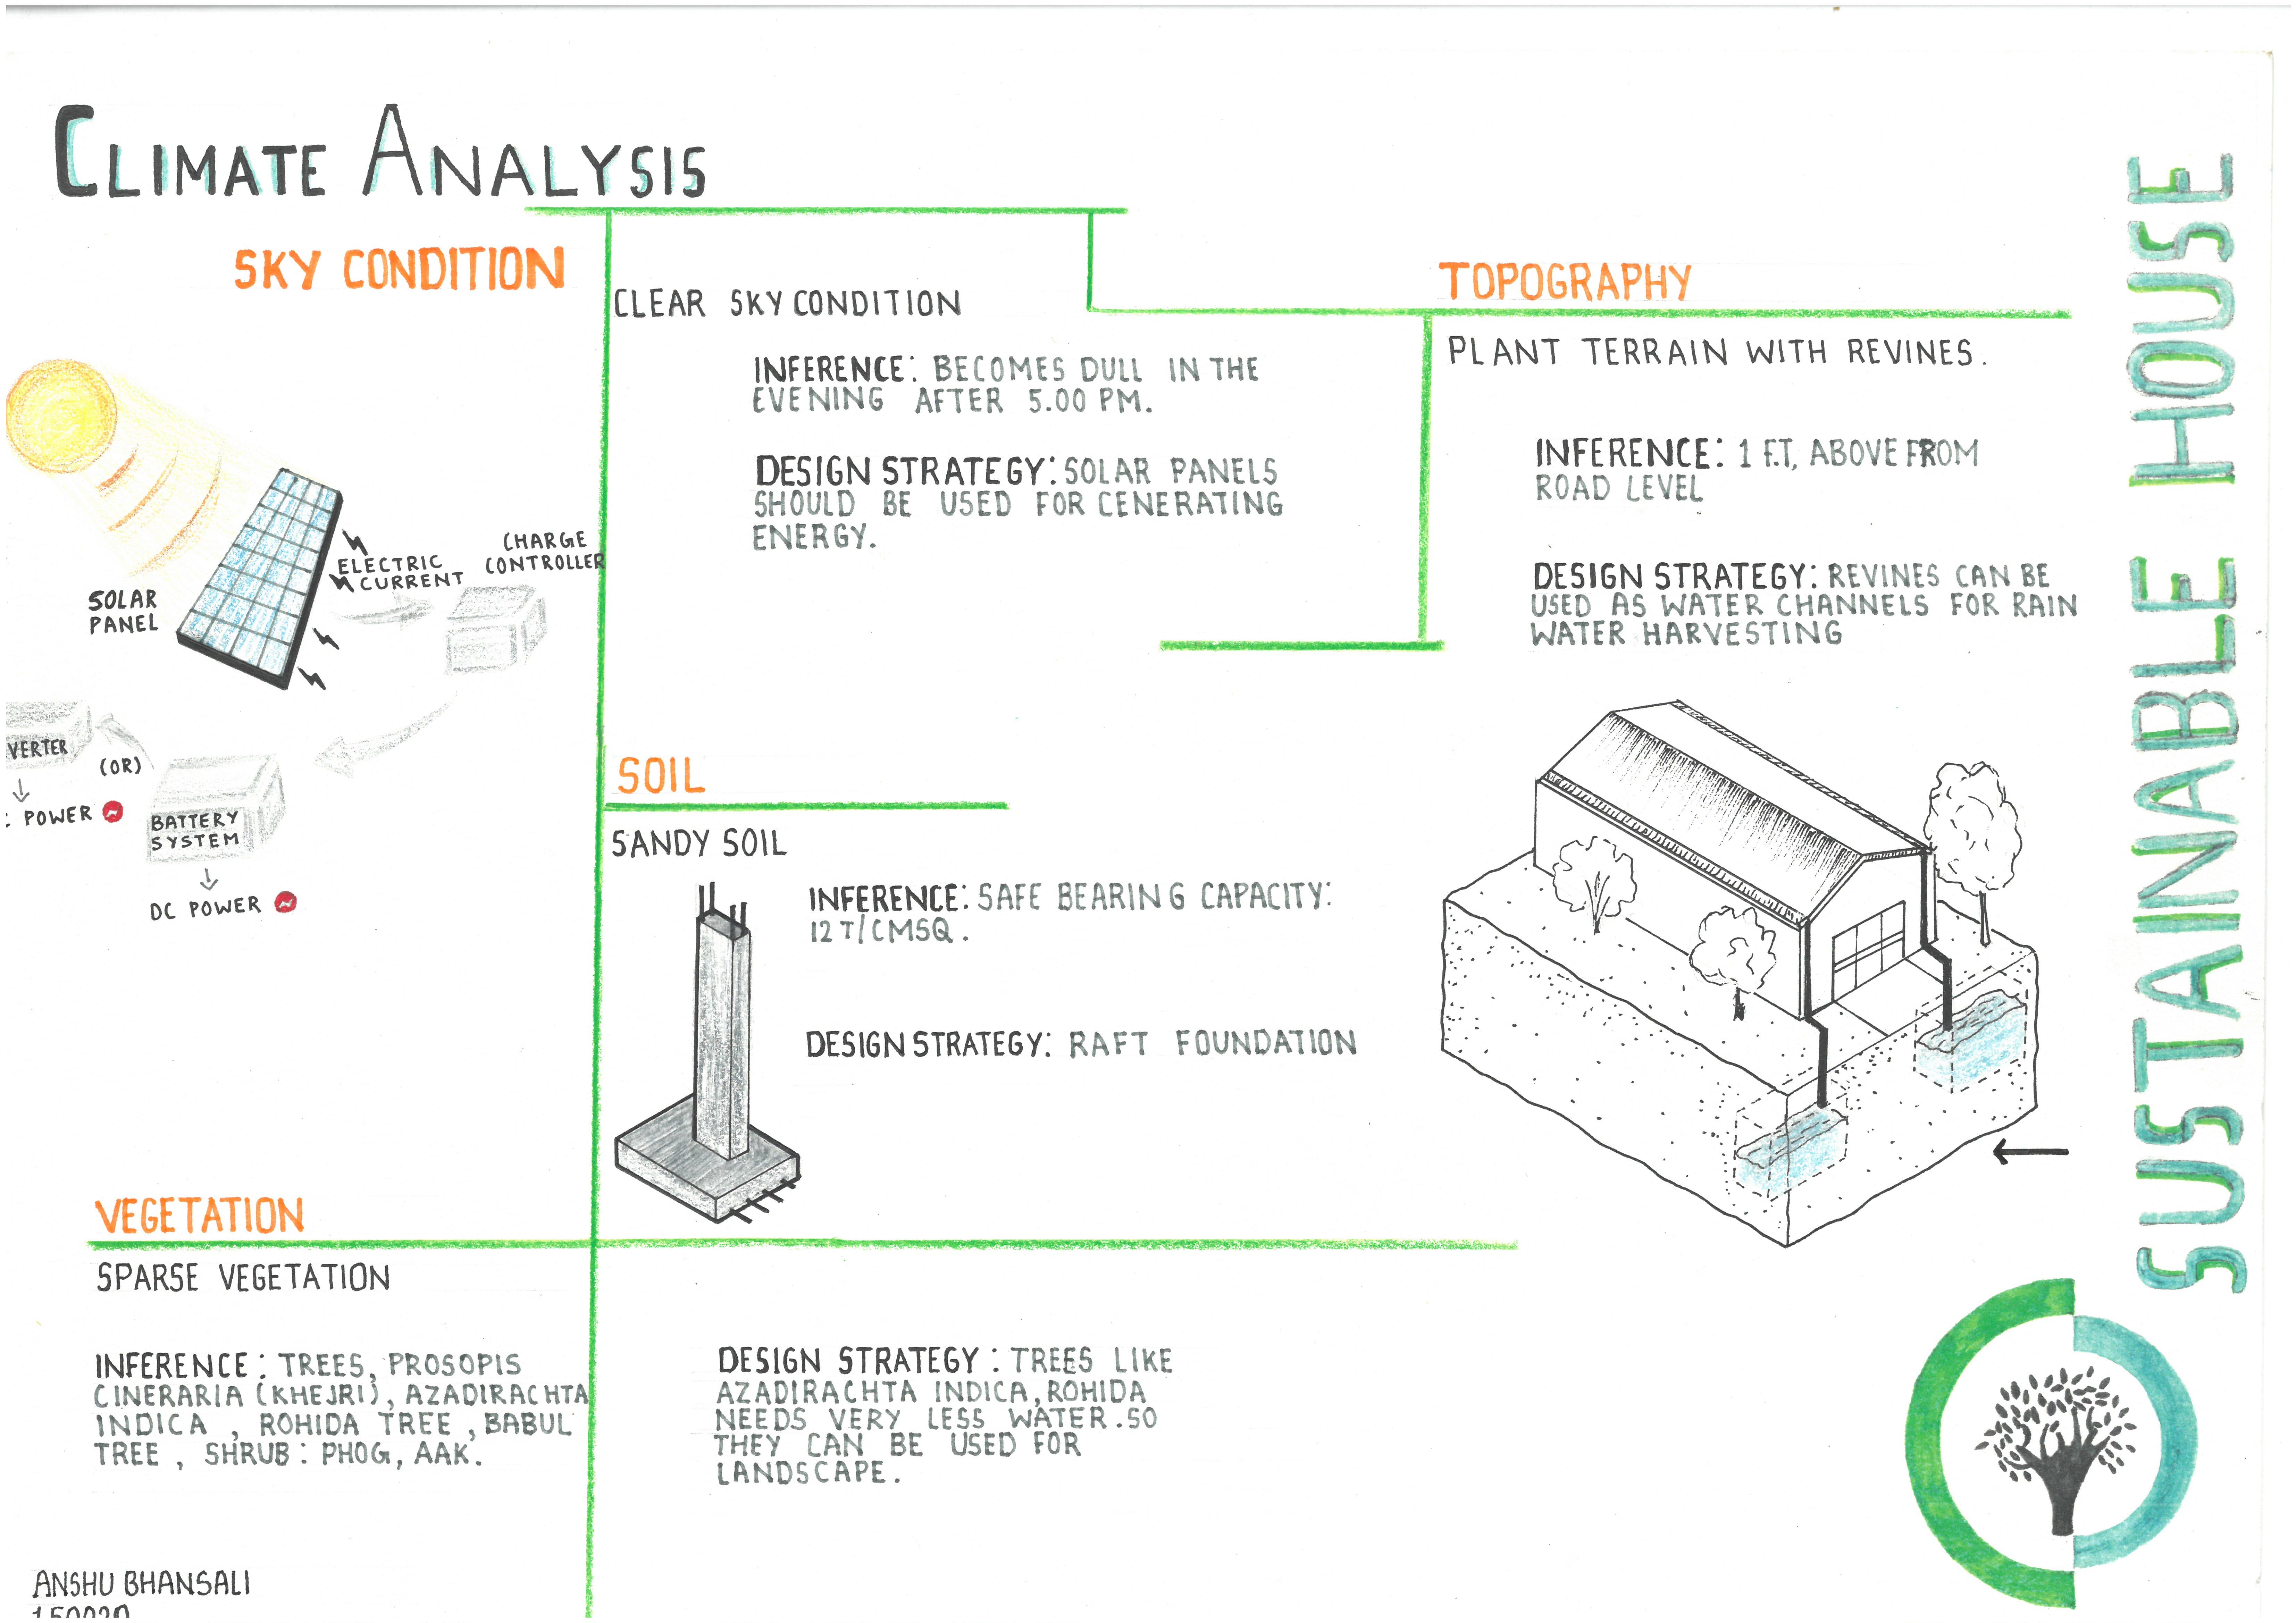 CLIMATE ANALYSIS
SKY CONDITION
CLEAR SKY CONDITION
INFERENCE: BECOMES DULL IN THE
EVENING AFTER 5.00 PM.
DESIGN STRATEGY: SOLAR PANELS
SHOULD BE USED FOR CENERATING
ENERGY.
SOLAR
PANEL
ELECTRIC
CURRENT
CHARGE
CONTROLLER
VERTER
(OR)
POWER
BATTERY
SYSTEM
DC POWER
TOPOGRAPHY
PLANT TERRAIN WITH REVINES.
INFERENCE: 1 F.T, ABOVE FROM
ROAD LEVEL
DESIGN STRATEGY: REVINES CAN BE
USED AS WATER CHANNELS FOR RAIN
WATER HARVESTING
SOIL
SANDY SOIL
INFERENCE: SAFE BEARING CAPACITY:
12 T/CMSQ.
DESIGN STRATEGY: RAFT FOUNDATION
VEGETATION
SPARSE VEGETATION
INFERENCE: TREES, PROSOPIS
CINERARIA (KHEJRI), AZADIRACHTA
INDICA , ROHIDA TREE , BABUL
TREE , SHRUB : PHOG, AAK.
DESIGN STRATEGY : TREES LIKE
AZADIRACHTA INDICA, ROHIDA
NEEDS VERY LESS WATER. SO
THEY CAN BE USED FOR
LANDSCAPE.
SUSTAINABLE HOUSE
ANSHU BHANSALI